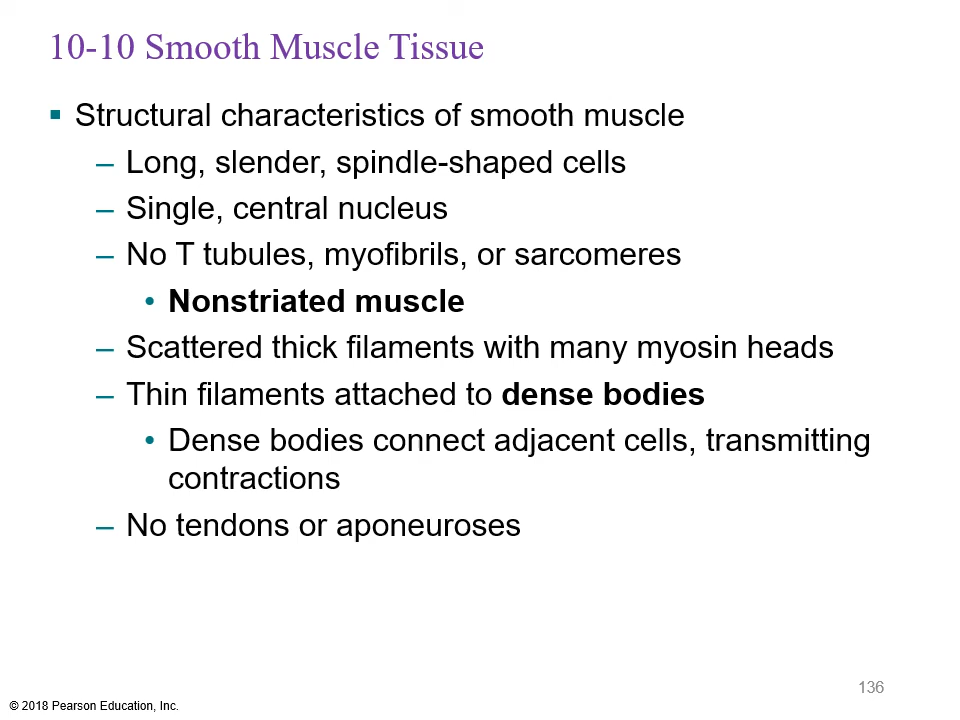 10-10 Smooth Muscle Tissue
▪ Structural characteristics of smooth muscle
– Long, slender, spindle-shaped cells
– Single, central nucleus
– No T tubules, myofibrils, or sarcomeres
• Nonstriated muscle
– Scattered thick filaments with many myosin heads
– Thin filaments attached to dense bodies
• Dense bodies connect adjacent cells, transmitting
contractions
– No tendons or aponeuroses
136
© 2018 Pearson Education, Inc.